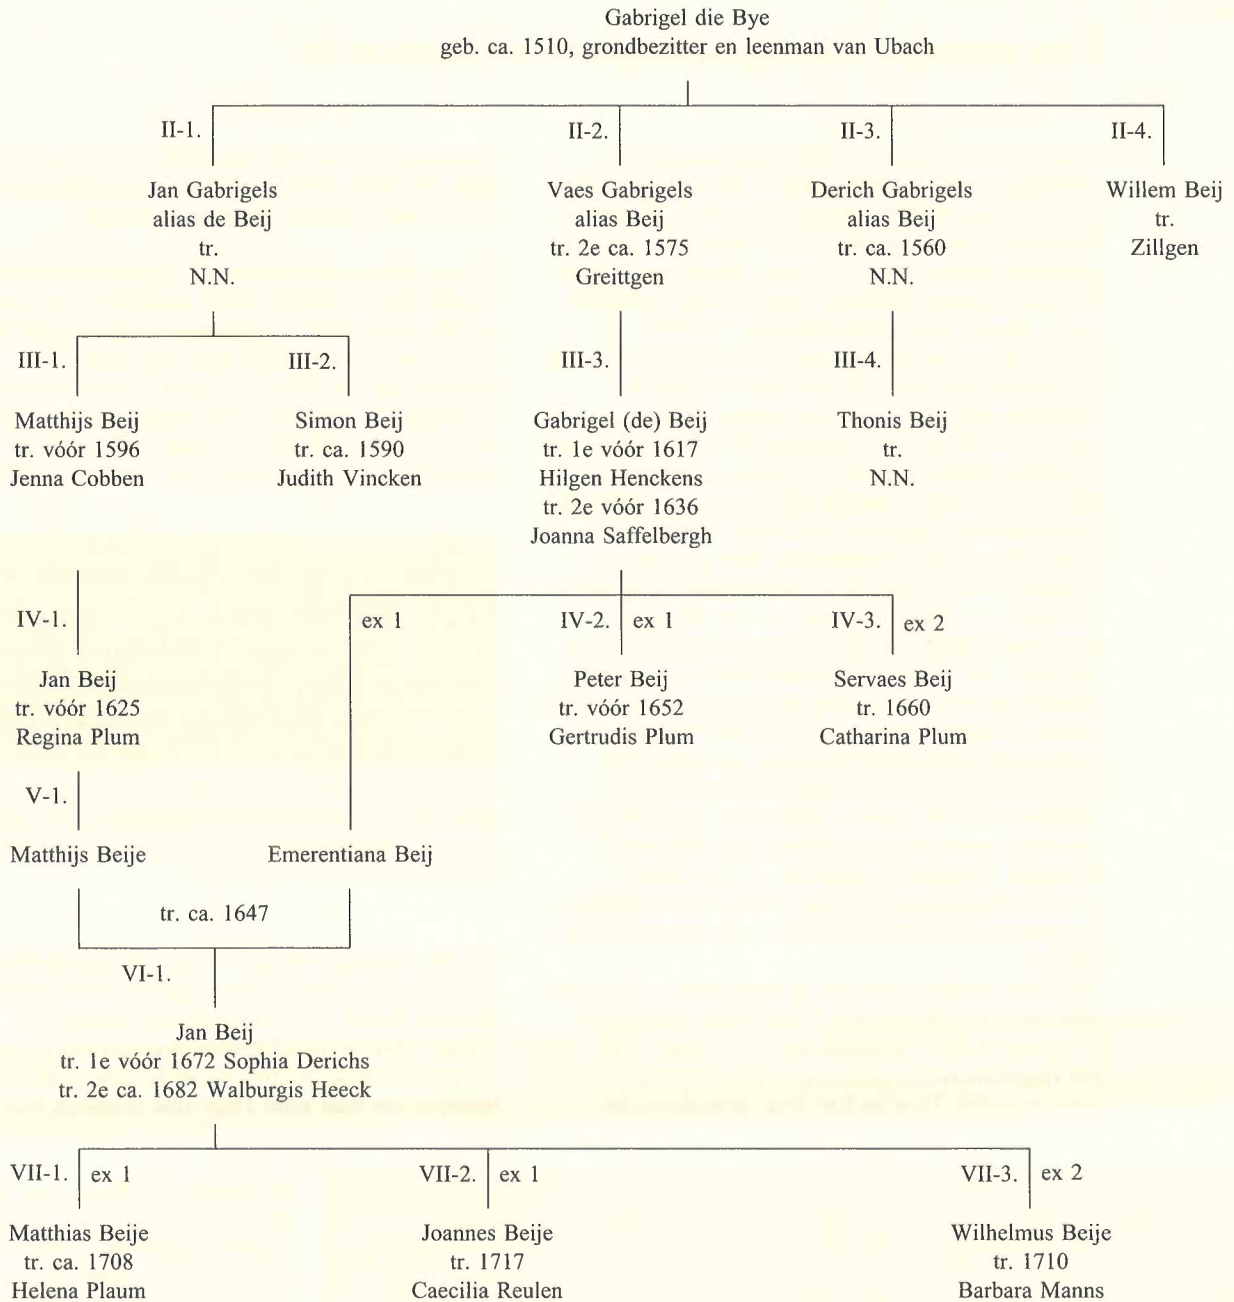 Gabrigel die Bye
geb. ca. 1510, grondbezitter en leenman van Ubach
II-1.
II-2.
II-3.
II-4.
Jan Gabrigels
alias de Beij
tr.
N.N.
Vaes Gabrigels
alias Beij
tr. 2e ca. 1575
Greittgen
Derich Gabrigels
alias Beij
tr. ca. 1560
N.N.
Willem Beij
tr.
Zillgen
III-1.
III-2.
III-3.
III-4.
Matthijs Beij
tr. vóór 1596
Jenna Cobben
Simon Beij
tr. ca. 1590
Judith Vincken
Gabrigel (de) Beij
tr. 1e vóór 1617
Hilgen Henckens
tr. 2e vóór 1636
Joanna Saffelbergh
Thonis Beij
tr.
N.N.
IV-1.
ex 1
IV-2. ex 1
IV-3. ex 2
Jan Beij
tr. vóór 1625
Regina Plum
Peter Beij
tr. vóór 1652
Gertrudis Plum
Servaes Beij
tr. 1660
Catharina Plum
V-1.
Matthijs Beije
Emerentiana Beij
tr. ca. 1647
VI-1.
Jan Beij
tr. 1e vóór 1672 Sophia Derichs
tr. 2e ca. 1682 Walburgis Heeck
VII-1. ex 1
VII-2. ex 1
VII-3. ex 2
Matthias Beije
tr. ca. 1708
Helena Plaum
Joannes Beije
tr. 1717
Caecilia Reulen
Wilhelmus Beije
tr. 1710
Barbara Manns